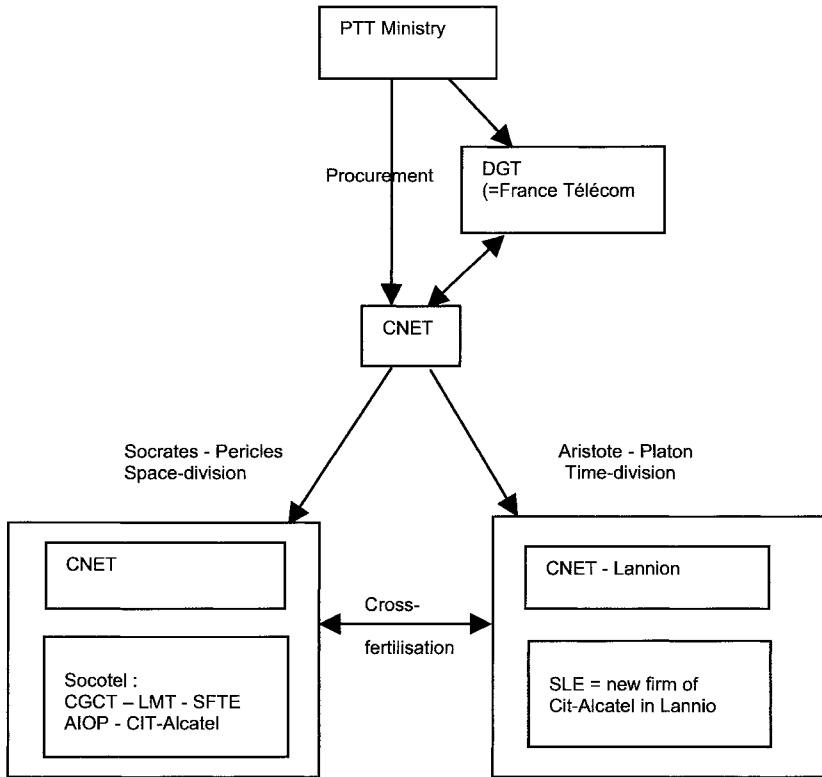 PTT Ministry
Procurement
DGT
(=France Télécom
CNET
Socrates - Pericles
Space-division
Aristote - Platon
Time-division
CNET
Socotel :
CGCT – LMT - SFTE
AIOP - CIT-Alcatel
Cross-
fertilisation
CNET - Lannion
SLE = new firm of
Cit-Alcatel in Lannio